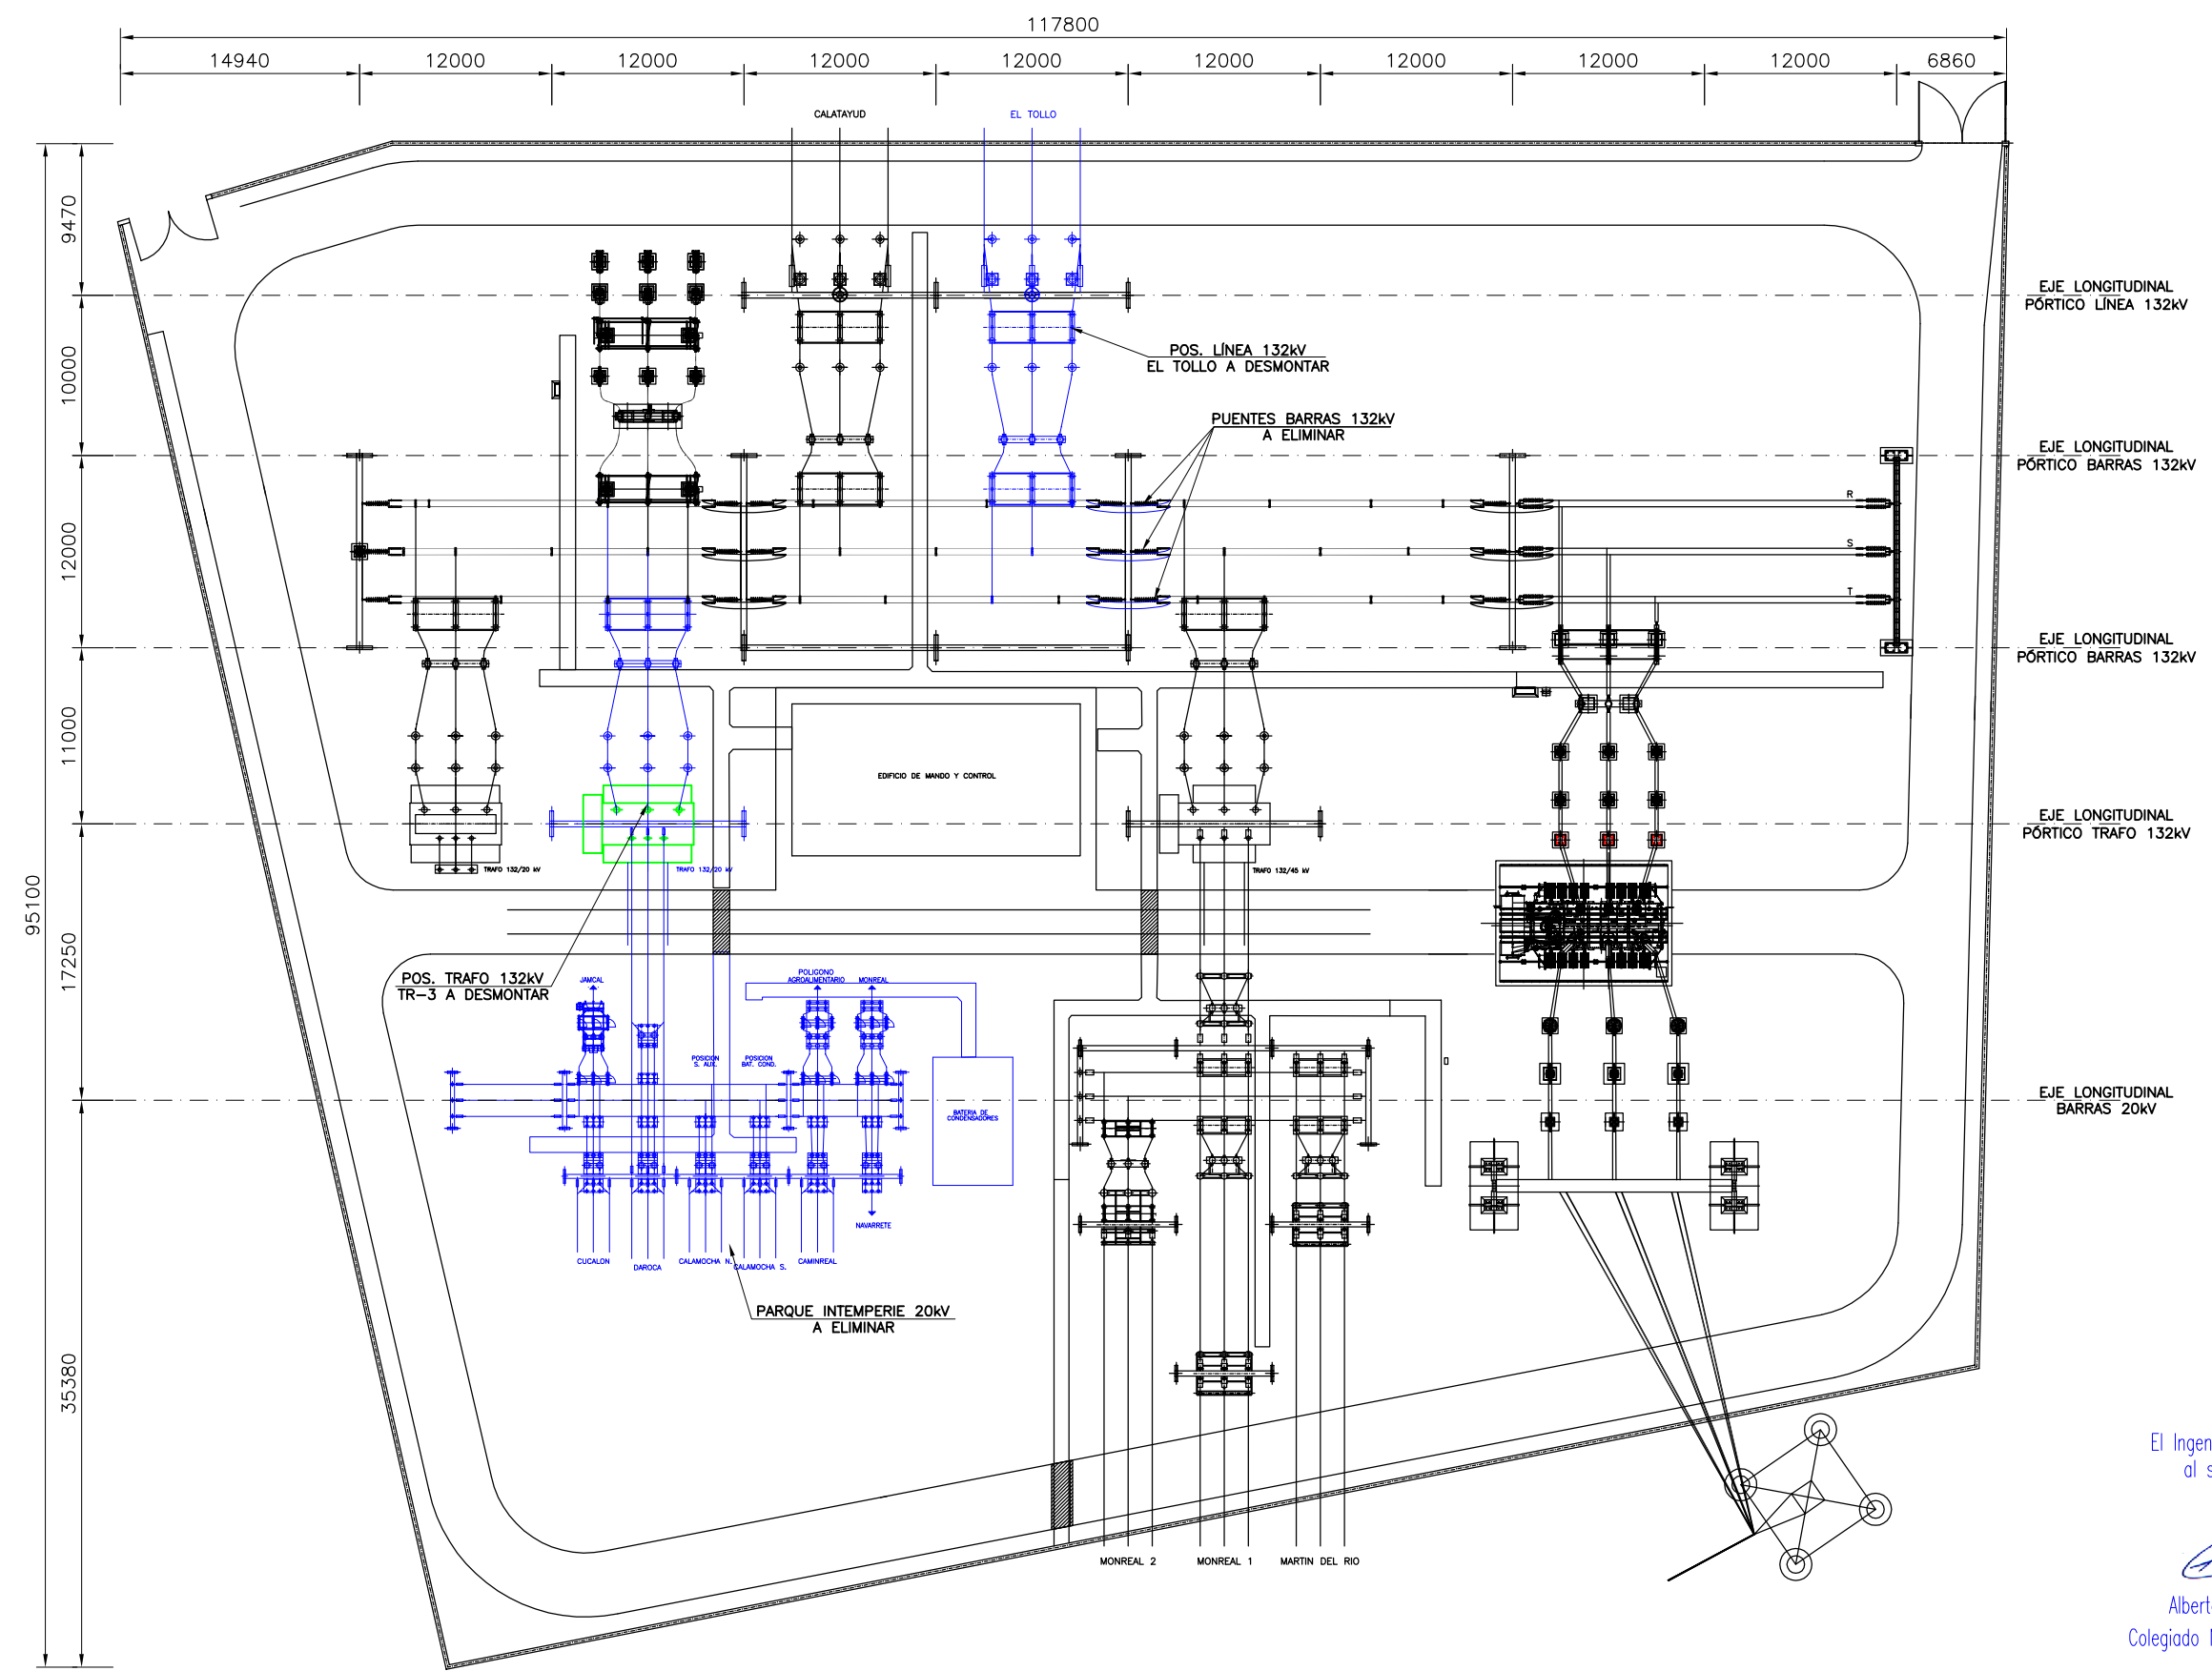 117800
14940 12000 12000 12000 12000 12000 12000 12000 12000 6860
CALATAYUD
EL TOLLO
9470
EJE LONGITUDINAL
PÓRTICO LÍNEA 132kV
POS. LÍNEA 132kV
EL TOLLO A DESMONTAR
10000
PUENTES BARRAS 132kV
A ELIMINAR
EJE LONGITUDINAL
PÓRTICO BARRAS 132kV
R
12000
S
T
EJE LONGITUDINAL
PÓRTICO BARRAS 132kV
11000
EDIFICIO DE MANDO Y CONTROL
EJE LONGITUDINAL
PÓRTICO TRAFO 132kV
TRAFO 132/20 kV
TRAFO 132/20 kV
TRAFO 132/45 kV
95100
17250
POS. TRAFO 132kV
TR-3 A DESMONTAR
JAMCAL
POLIGONO
AGROALIMENTARIO
MONREAL
POSICION
S. AUX.
POSICION
BAT. COND.
BATERIA DE
CONDENSADORES
EJE LONGITUDINAL
BARRAS 20kV
NAVARRETE
CUCALON
DAROCA
CALAMOCHA N.
CALAMOCHA S.
CAMINREAL
PARQUE INTEMPERIE 20kV
A ELIMINAR
35380
MONREAL 2
MONREAL 1
MARTIN DEL RIO
El Ingen
al s
Albert
Colegiado